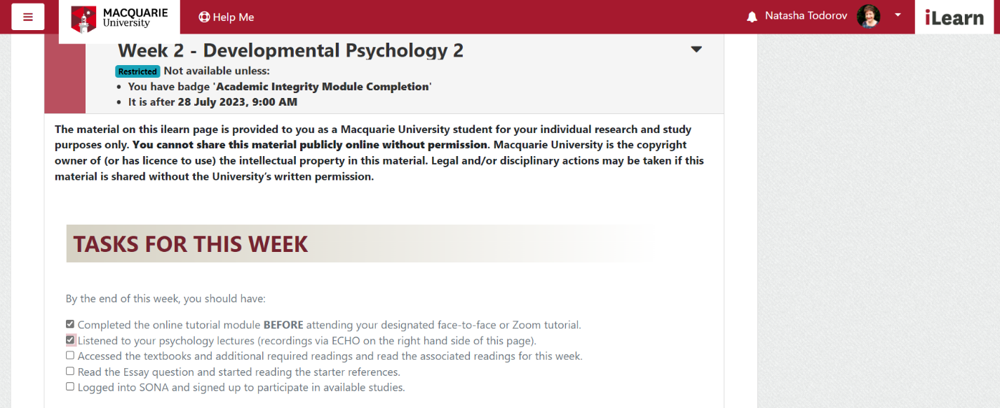 MACQUARIE
University
Help Me
Natasha Todorov
iLearn
Week 2 - Developmental Psychology 2
Restricted Not available unless:
• You have badge 'Academic Integrity Module Completion'
• It is after 28 July 2023, 9:00 AM
The material on this ilearn page is provided to you as a Macquarie University student for your individual research and study
purposes only. You cannot share this material publicly online without permission. Macquarie University is the copyright
owner of (or has licence to use) the intellectual property in this material. Legal and/or disciplinary actions may be taken if this
material is shared without the University's written permission.
TASKS FOR THIS WEEK
By the end of this week, you should have:
Completed the online tutorial module BEFORE attending your designated face-to-face or Zoom tutorial.
Listened to your psychology lectures (recordings via ECHO on the right hand side of this page).
Accessed the textbooks and additional required readings and read the associated readings for this week.
Read the Essay question and started reading the starter references.
Logged into SONA and signed up to participate in available studies.